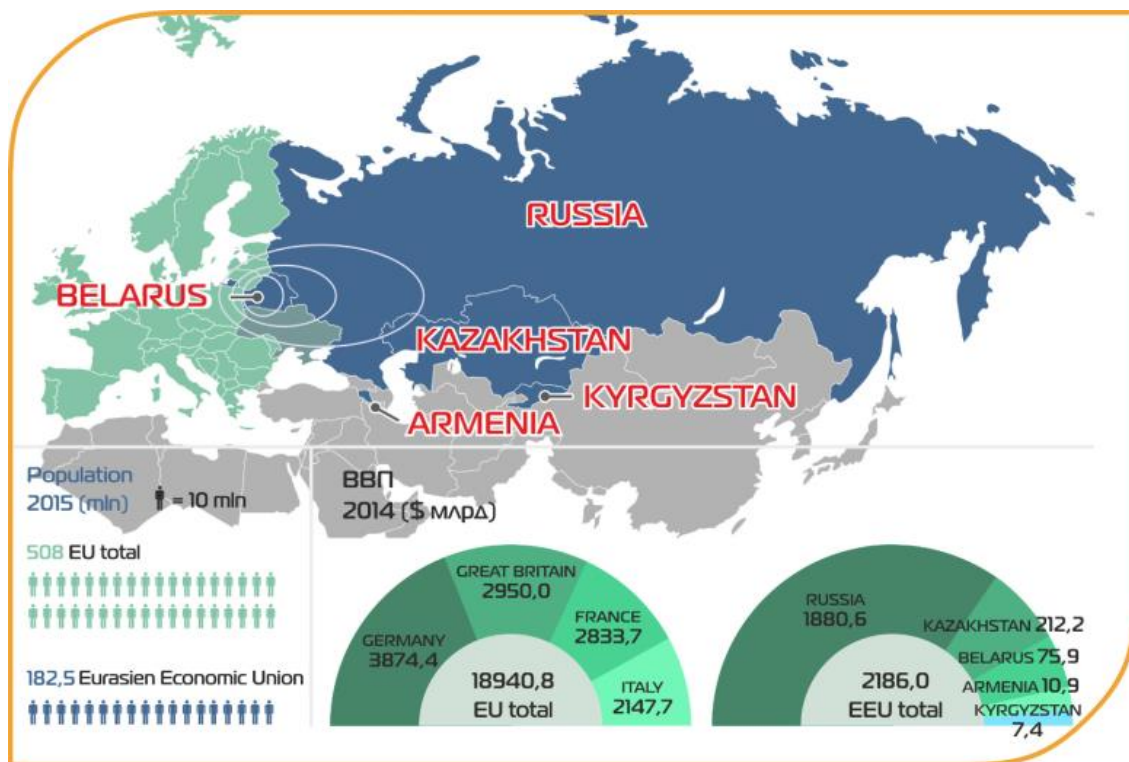 RUSSIA
BELARUS
KAZAKHSTAN
KYRGYZSTAN
ARMENIA
Population
2015 (mln) = 10 mln
508 EU total
182,5 Eurasien Economic Union
ВВП
2014 ($ млрд)
GERMANY
3874,4
GREAT BRITAIN
2950,0
FRANCE
2833,7
ITALY
2147,7
18940,8
EU total
RUSSIA
1880,6
KAZAKHSTAN 212,2
BELARUS 75,9
ARMENIA 10,9
KYRGYZSTAN
7,4
2186,0
EEU total